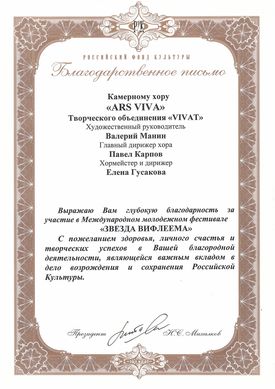 РОССИЙСКИЙ ФОНД КУЛЬТУРЫ
Благодарственное письмо
Камерному хору
«ARS VIVA»
Творческого объединения «VIVAT»
Художественный руководитель
Валерий Манин
Главный дирижер хора
Павел Карпов
Хормейстер и дирижер
Елена Гусакова
Выражаю Вам глубокую благодарность за
участие в Международном молодежном фестивале
«ЗВЕЗДА ВИФЛЕЕМА»
С пожеланием здоровья, личного счастья и
творческих успехов в Вашей благородной
деятельности, являющейся важным вкладом в
дело возрождения и сохранения Российской
Культуры.
Президент Н.С. Михалков